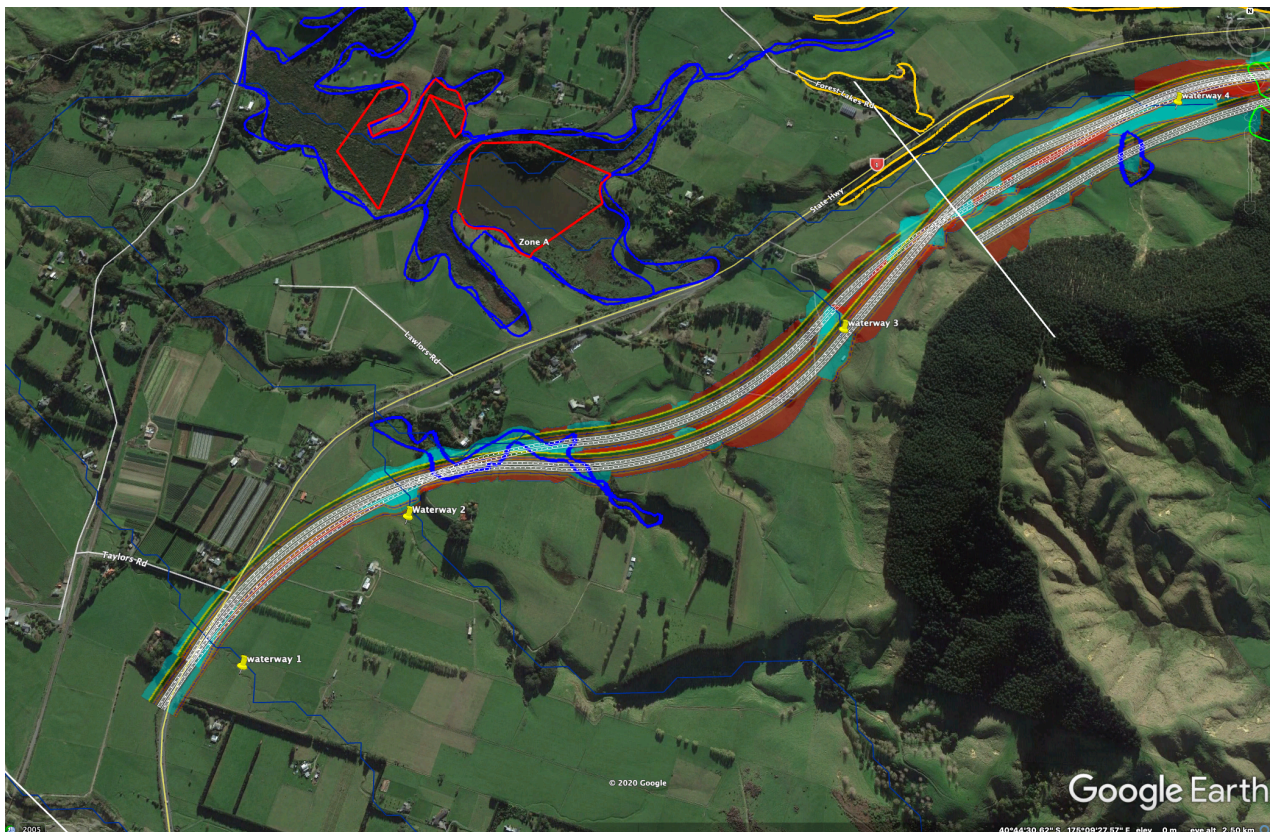 N
Forest Lakes Rd
waterway 4
1
State Hwy
Zone A
waterway 3
Lawlors Rd
Waterway 2
Taylors Rd
waterway 1
© 2020 Google
Google Earth
2005
40°44'30.62" S 175°09'27.57" E elev 0 m eye alt 2.50 km